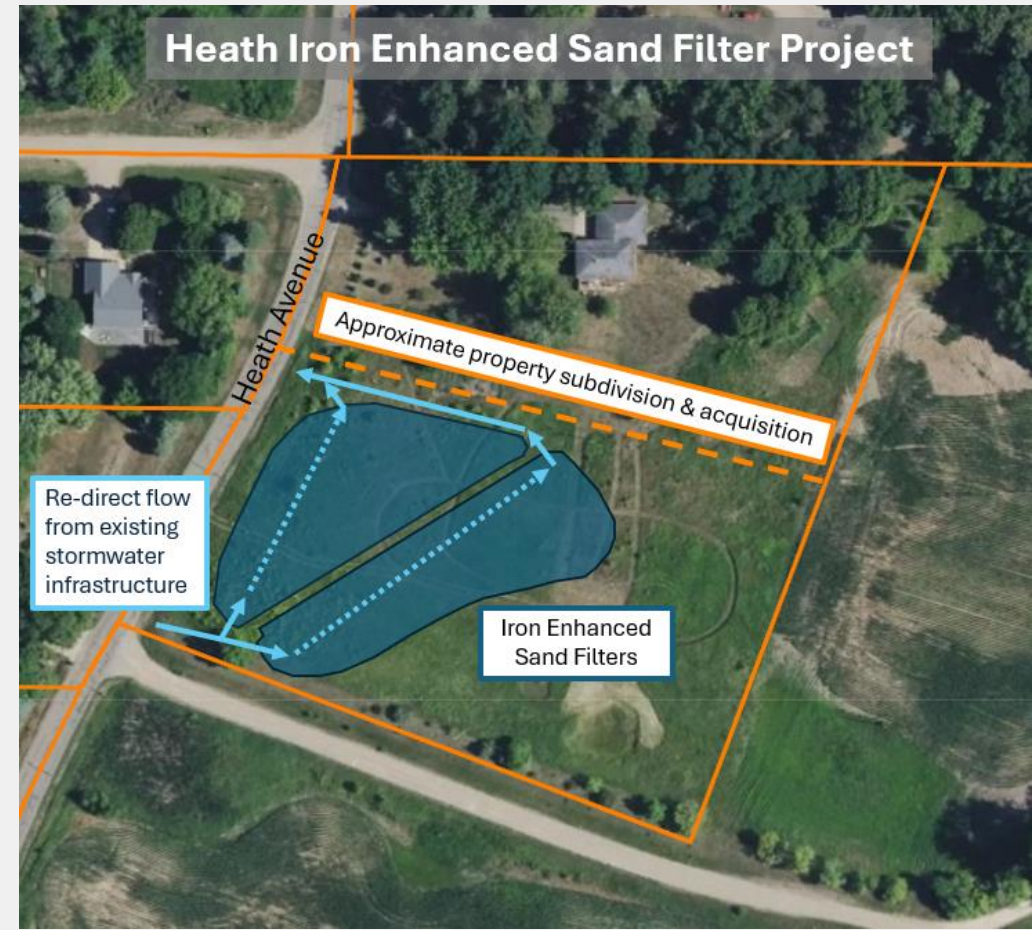 Heath Iron Enhanced Sand Filter Project
Heath Avenue
Approximate property subdivision & acquisition
Re-direct flow
from existing
stormwater
infrastructure
Iron Enhanced
Sand Filters